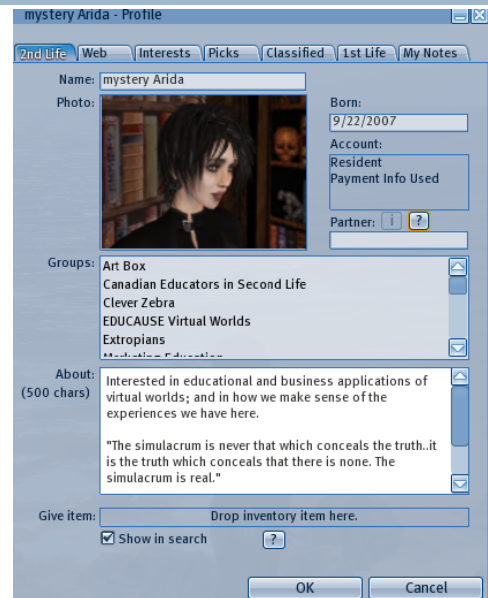 mystery Arida - Profile
2nd Life Web Interests Picks Classified 1st Life My Notes
Name: mystery Arida
Photo:
Born:
9/22/2007
Account:
Resident
Payment Info Used
Partner: i ?
Groups: Art Box
Canadian Educators in Second Life
Clever Zebra
EDUCAUSE Virtual Worlds
Extropians
Marketing Education
About:
(500 chars)
Interested in educational and business applications of
virtual worlds; and in how we make sense of the
experiences we have here.
"The simulacrum is never that which conceals the truth..it
is the truth which conceals that there is none. The
simulacrum is real."
Give item: Drop inventory item here.
Show in search ?
OK Cancel